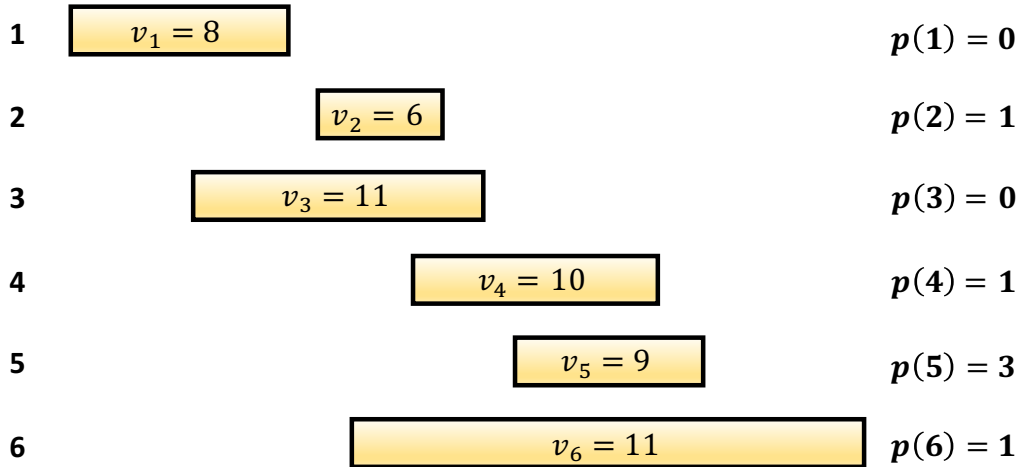 1 v₁ = 8 p(1) = 0
2 v₂ = 6 p(2) = 1
3 v₃ = 11 p(3) = 0
4 v₄ = 10 p(4) = 1
5 v₅ = 9 p(5) = 3
6 v₆ = 11 p(6) = 1